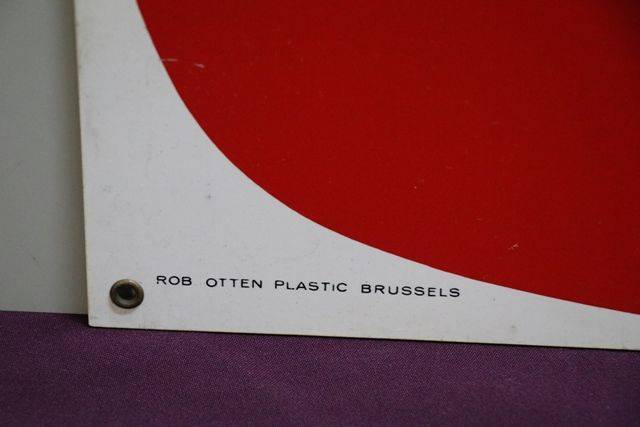 ROB OTTEN PLASTIC BRUSSELS